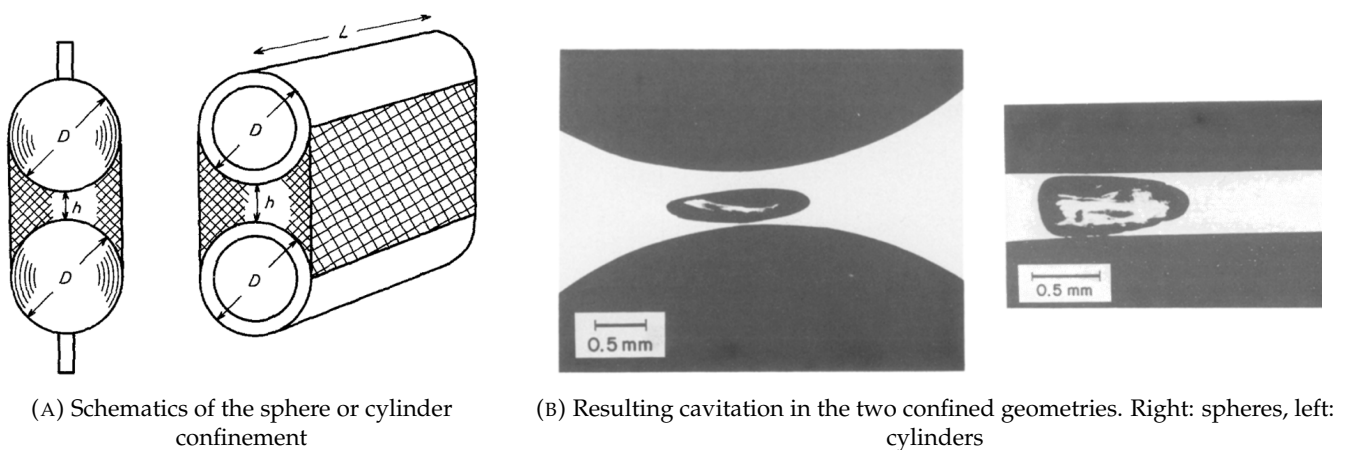 L
D
D
h
h
D
D
0.5 mm
0.5 mm
(A) Schematics of the sphere or cylinder
confinement
(B) Resulting cavitation in the two confined geometries. Right: spheres, left:
cylinders